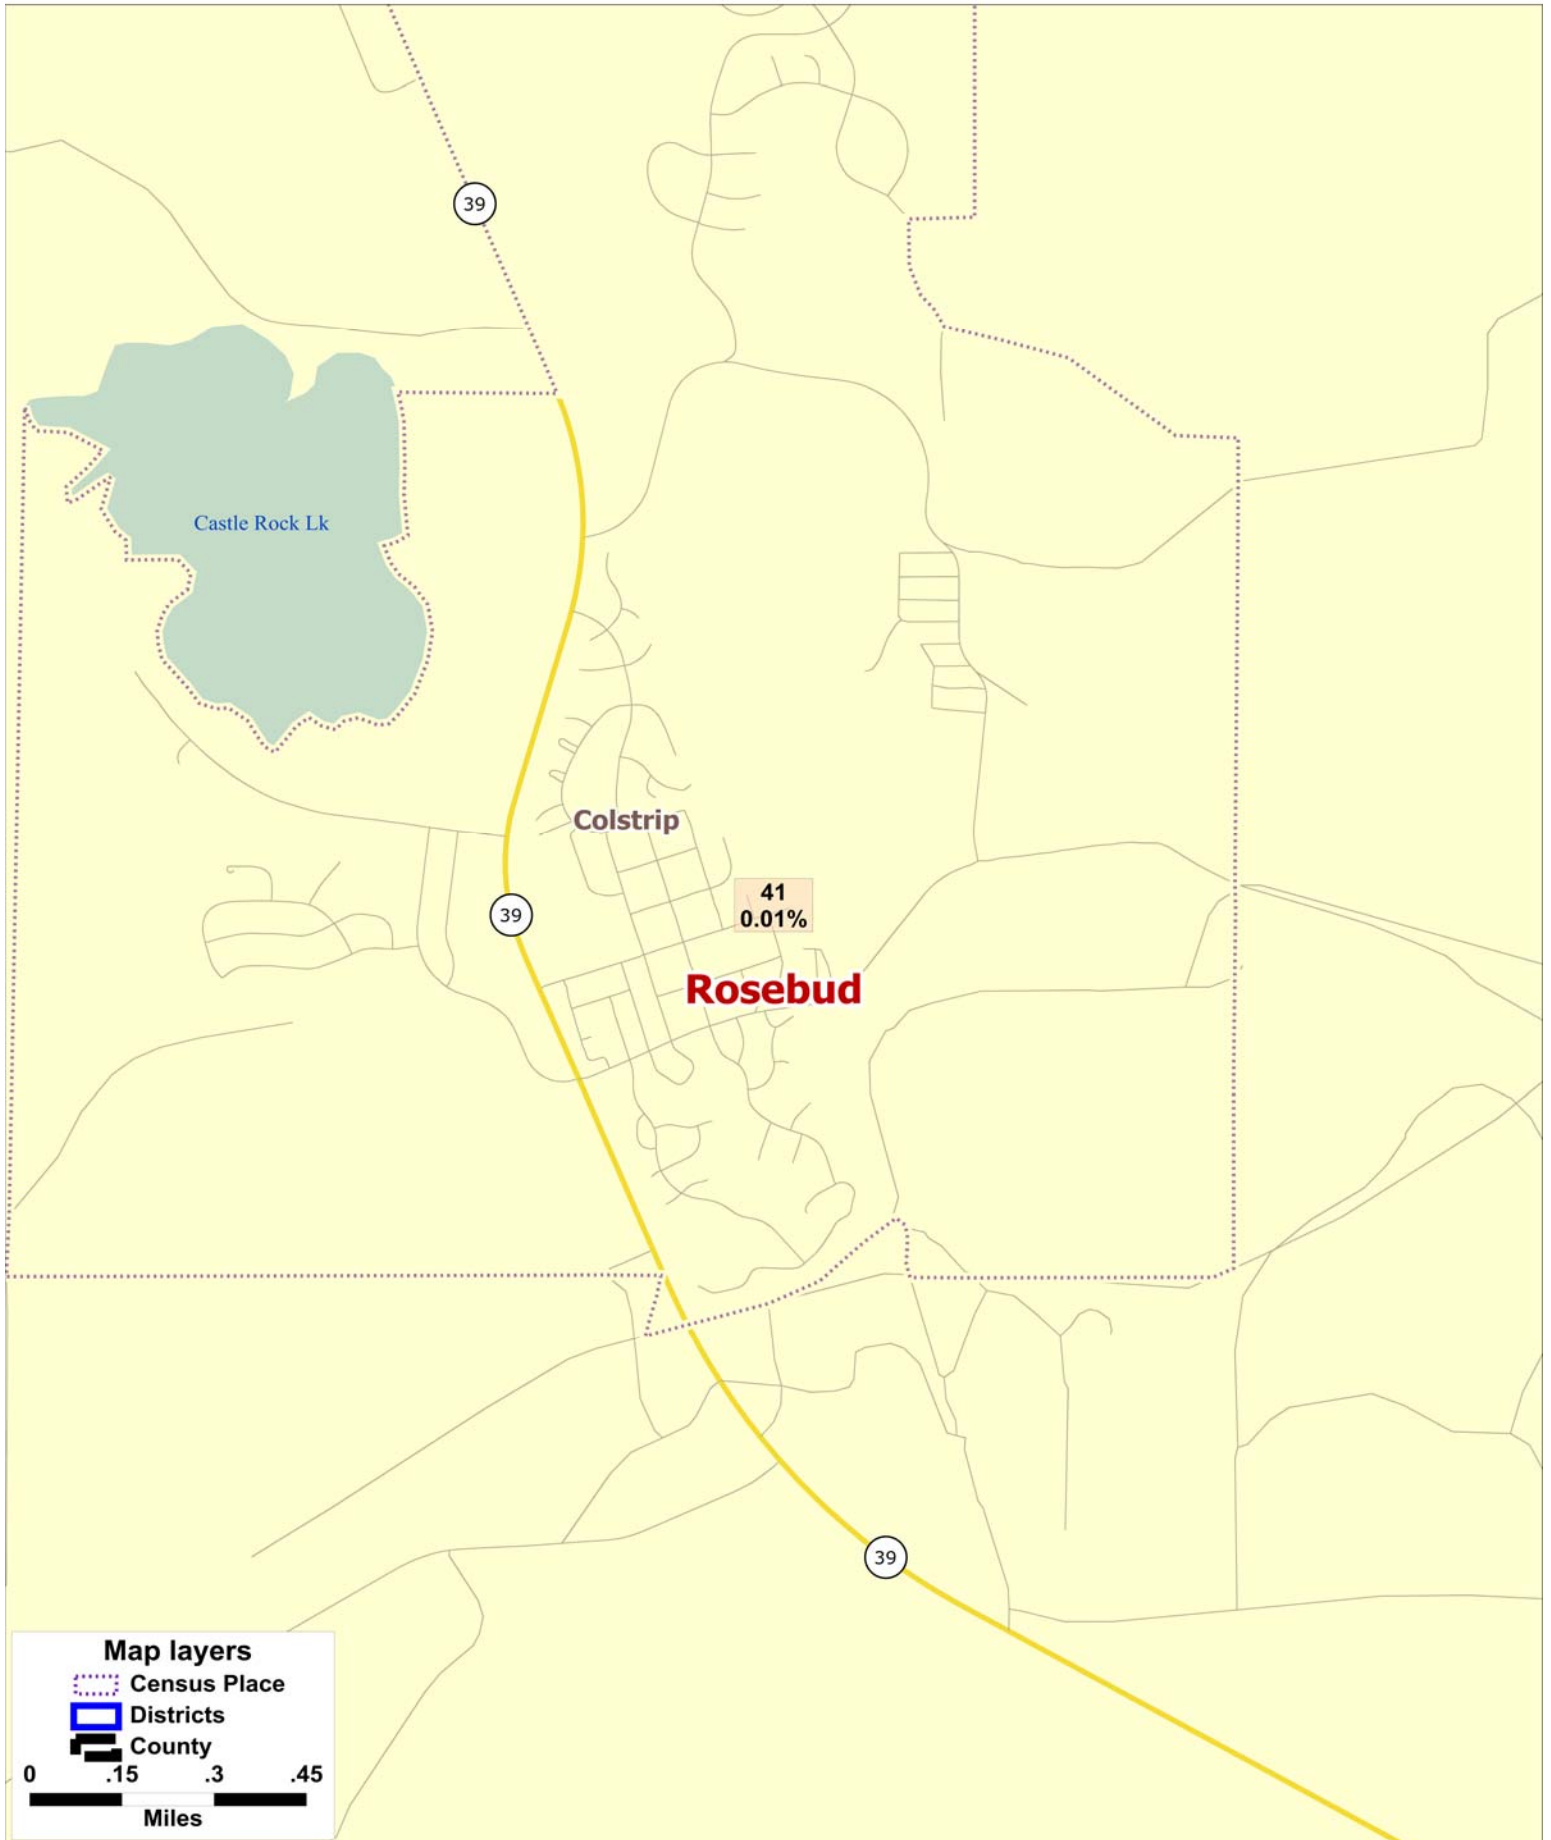 39
Castle Rock Lk
Colstrip
41
0.01%
39
Rosebud
39
Map layers
Census Place
Districts
County
0 .15 .3 .45
Miles